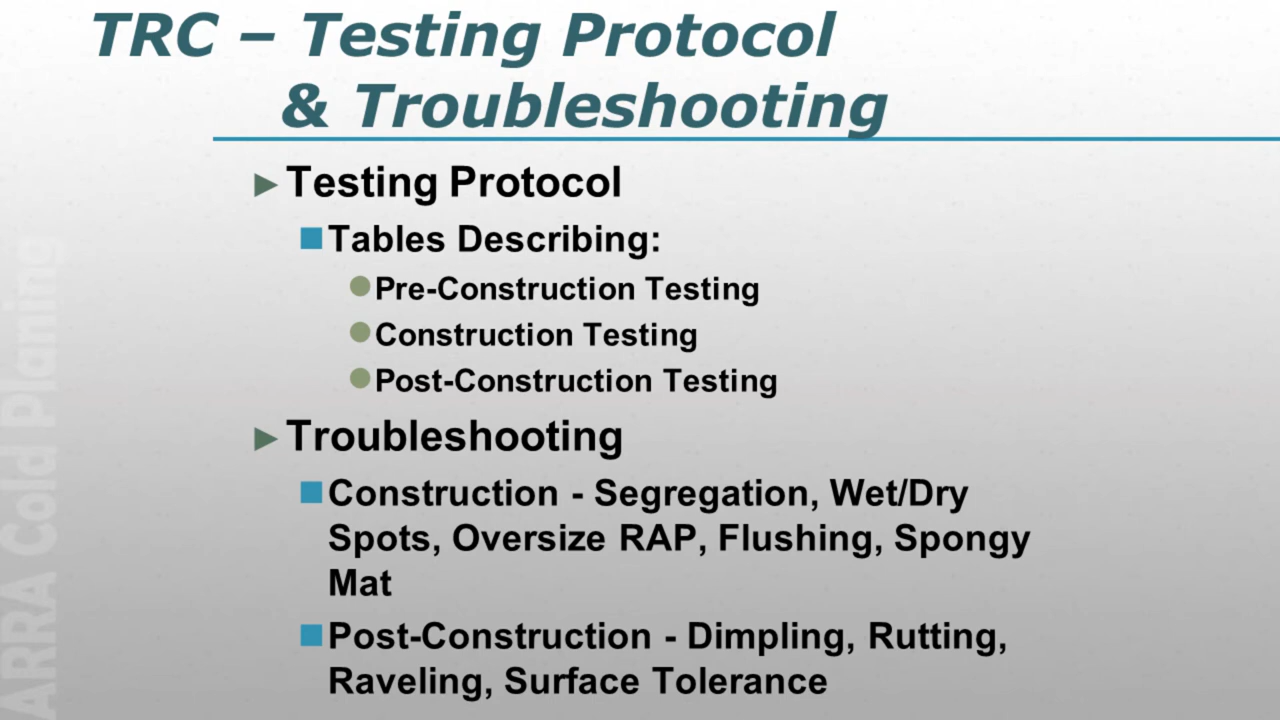 TRC – Testing Protocol
& Troubleshooting
Testing Protocol
Tables Describing:
Pre-Construction Testing
Construction Testing
Post-Construction Testing
Troubleshooting
Construction - Segregation, Wet/Dry
Spots, Oversize RAP, Flushing, Spongy
Mat
Post-Construction - Dimpling, Rutting,
Raveling, Surface Tolerance
ARRA Cold Planing